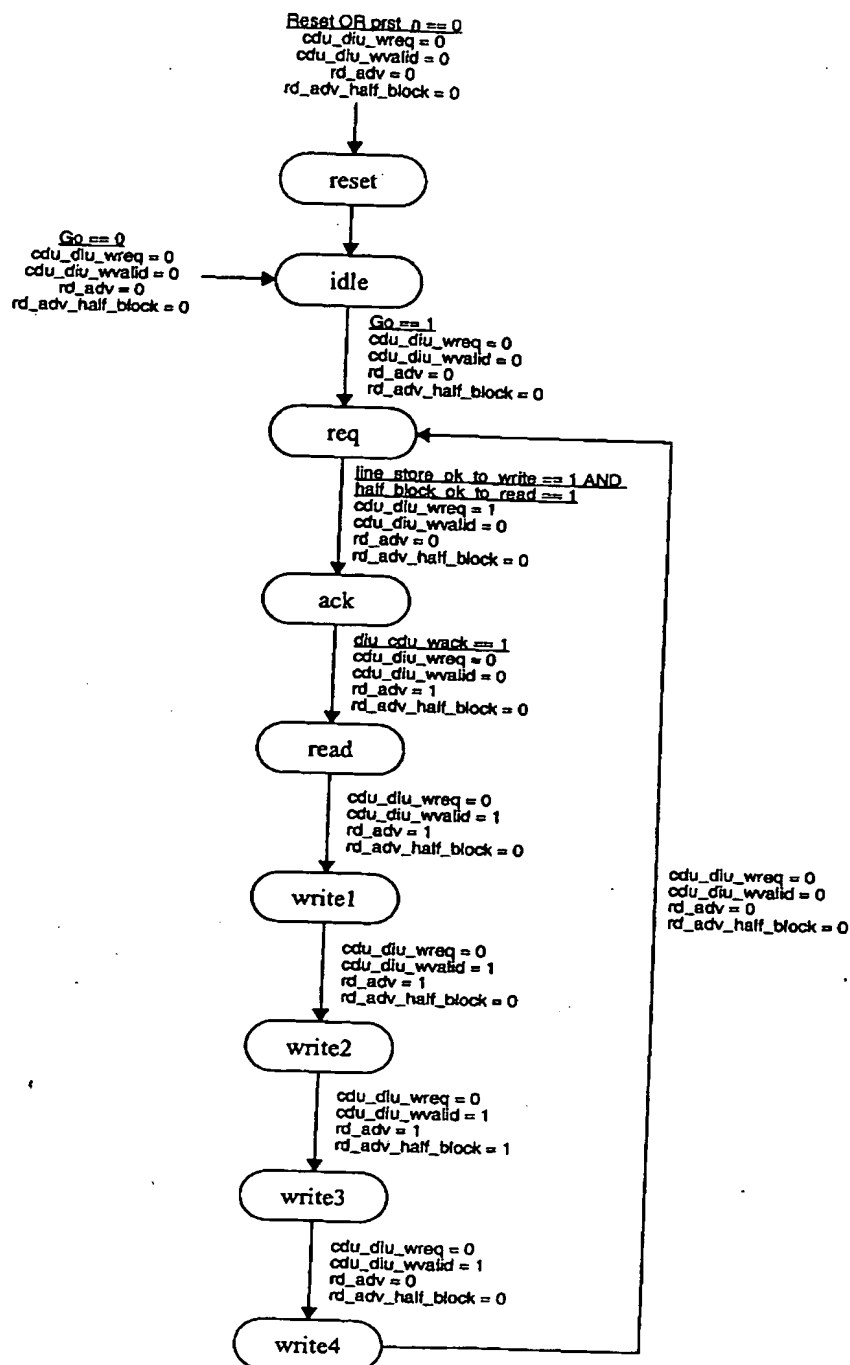 Reset OR prst_n == 0
cdu_diu_wreq = 0
cdu_diu_wvalid = 0
rd_adv = 0
rd_adv_half_block = 0
reset
Go == 0
cdu_diu_wreq = 0
cdu_diu_wvalid = 0
rd_adv = 0
rd_adv_half_block = 0
idle
Go == 1
cdu_diu_wreq = 0
cdu_diu_wvalid = 0
rd_adv = 0
rd_adv_half_block = 0
req
line_store_ok_to_write == 1 AND
half_block_ok_to_read == 1
cdu_diu_wreq = 1
cdu_diu_wvalid = 0
rd_adv = 0
rd_adv_half_block = 0
ack
diu_cdu_wack == 1
cdu_diu_wreq = 0
cdu_diu_wvalid = 0
rd_adv = 1
rd_adv_half_block = 0
read
cdu_diu_wreq = 0
cdu_diu_wvalid = 1
rd_adv = 1
rd_adv_half_block = 0
write1
cdu_diu_wreq = 0
cdu_diu_wvalid = 0
rd_adv = 0
rd_adv_half_block = 0
cdu_diu_wreq = 0
cdu_diu_wvalid = 1
rd_adv = 1
rd_adv_half_block = 0
write2
cdu_diu_wreq = 0
cdu_diu_wvalid = 1
rd_adv = 1
rd_adv_half_block = 1
write3
cdu_diu_wreq = 0
cdu_diu_wvalid = 1
rd_adv = 0
rd_adv_half_block = 0
write4